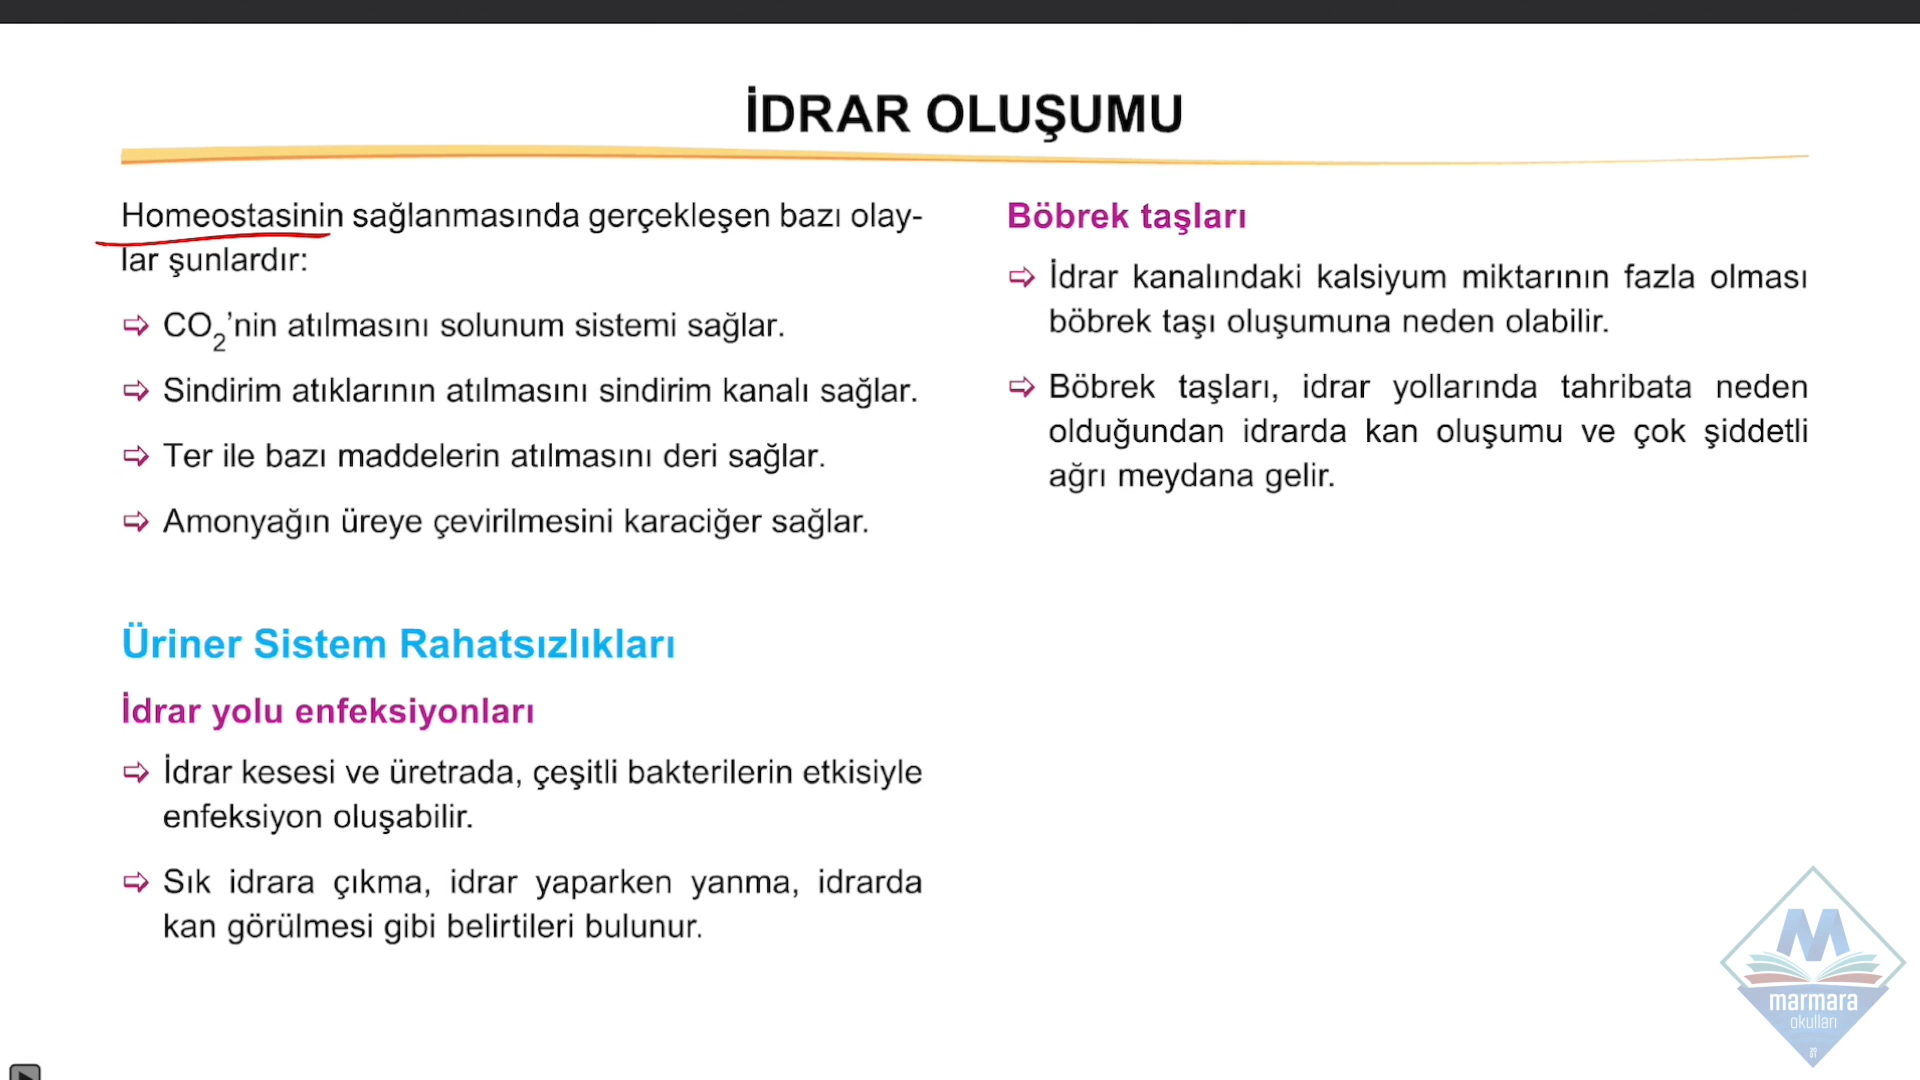 İDRAR OLUŞUMU
Homeostasinin sağlanmasında gerçekleşen bazı olay-
lar şunlardır:
⇨ CO₂’nin atılmasını solunum sistemi sağlar.
⇨ Sindirim atıklarının atılmasını sindirim kanalı sağlar.
⇨ Ter ile bazı maddelerin atılmasını deri sağlar.
⇨ Amonyağın üreye çevirilmesini karaciğer sağlar.
Üriner Sistem Rahatsızlıkları
İdrar yolu enfeksiyonları
⇨ İdrar kesesi ve üretrada, çeşitli bakterilerin etkisiyle
enfeksiyon oluşabilir.
⇨ Sık idrara çıkma, idrar yaparken yanma, idrarda
kan görülmesi gibi belirtileri bulunur.
Böbrek taşları
⇨ İdrar kanalındaki kalsiyum miktarının fazla olması
böbrek taşı oluşumuna neden olabilir.
⇨ Böbrek taşları, idrar yollarında tahribata neden
olduğundan idrarda kan oluşumu ve çok şiddetli
ağrı meydana gelir.
M
marmara
okulları
20
01